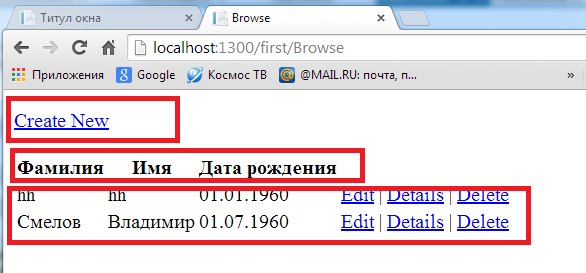 Титул окна Browse
localhost:1300/first/Browse
Приложения Google Космос ТВ @MAIL.RU: почта, п... »
Create New
Фамилия Имя Дата рождения
hh hh 01.01.1960 Edit | Details | Delete
Смелов Владимир 01.07.1960 Edit | Details | Delete